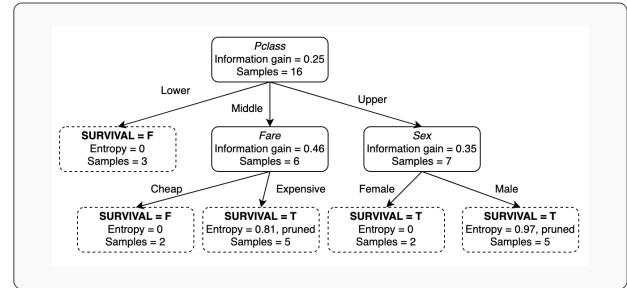 Pclass
Information gain = 0.25
Samples = 16
Lower
Middle
Upper
SURVIVAL = F
Entropy = 0
Samples = 3
Fare
Information gain = 0.46
Samples = 6
Sex
Information gain = 0.35
Samples = 7
Cheap
Expensive
Female
Male
SURVIVAL = F
Entropy = 0
Samples = 2
SURVIVAL = T
Entropy = 0.81, pruned
Samples = 5
SURVIVAL = T
Entropy = 0
Samples = 2
SURVIVAL = T
Entropy = 0.97, pruned
Samples = 5